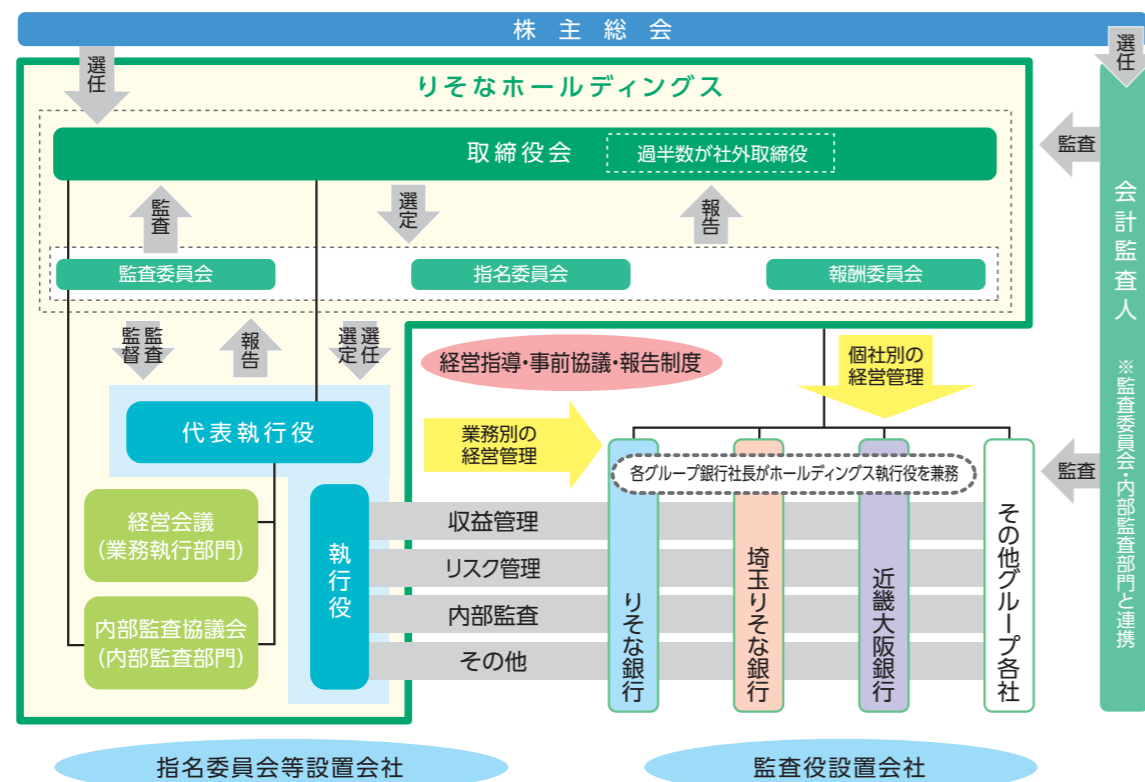 株主総会
選任
選任
りそなホールディングス
取締役会
過半数が社外取締役
監査
監査
選定
報告
監査委員会
指名委員会
報酬委員会
会計監査人
※監査委員会・内部監査部門と連携
監督
監査
報告
選定
選任
経営指導・事前協議・報告制度
個社別の
経営管理
代表執行役
業務別の
経営管理
各グループ銀行社長がホールディングス執行役を兼務
監査
経営会議
(業務執行部門)
内部監査協議会
(内部監査部門)
執行役
収益管理
リスク管理
内部監査
その他
りそな銀行
埼玉りそな銀行
近畿大阪銀行
その他グループ各社
指名委員会等設置会社
監査役設置会社